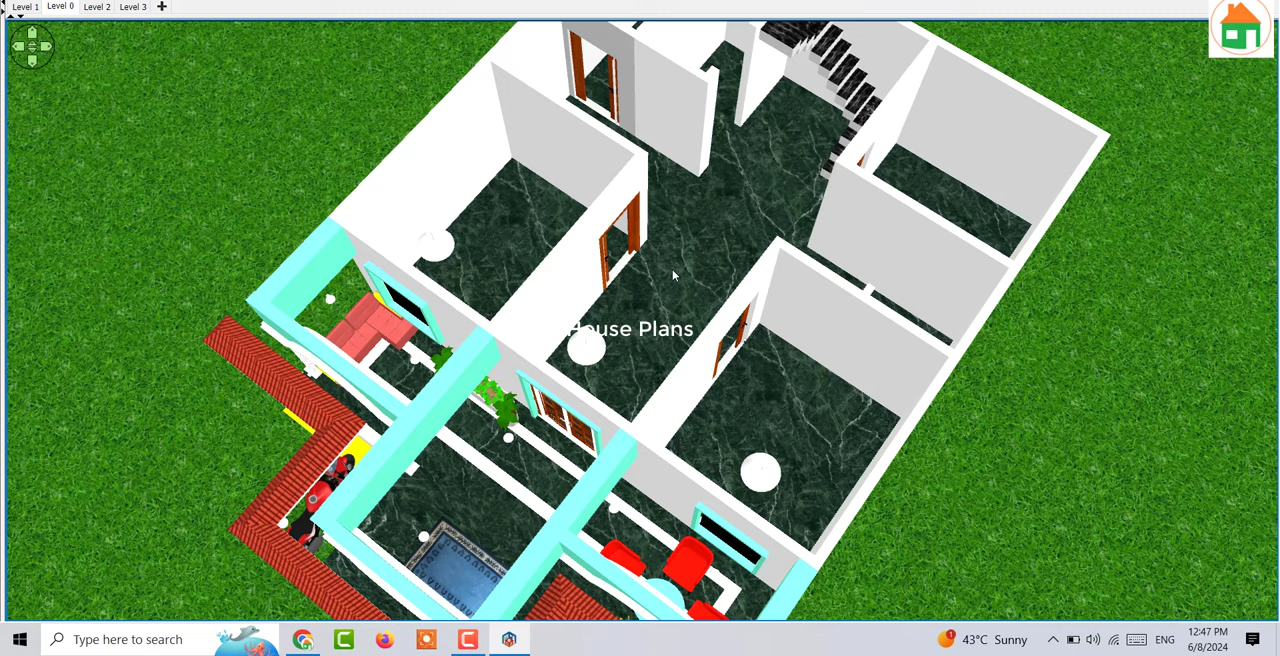 Level 1 Level 0 Level 2 Level 3
House Plans
Type here to search
1
43°C Sunny
ENG
12:47 PM
6/8/2024